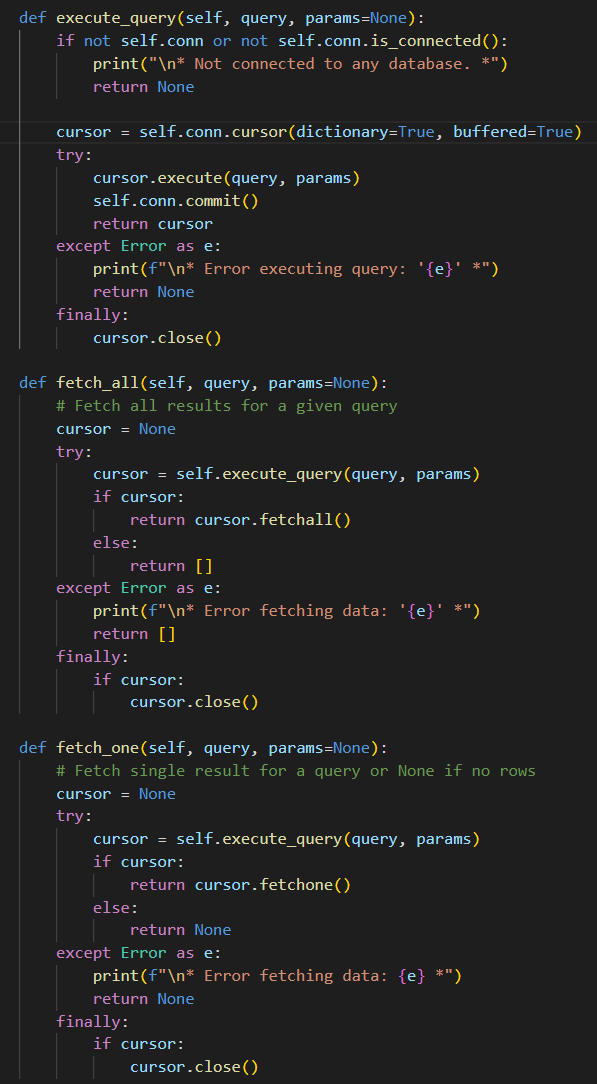 def execute_query(self, query, params=None):
    if not self.conn or not self.conn.is_connected():
        print("\n* Not connected to any database. *")
        return None

    cursor = self.conn.cursor(dictionary=True, buffered=True)
    try:
        cursor.execute(query, params)
        self.conn.commit()
        return cursor
    except Error as e:
        print(f"\n* Error executing query: '{e}' *")
        return None
    finally:
        cursor.close()

def fetch_all(self, query, params=None):
    # Fetch all results for a given query
    cursor = None
    try:
        cursor = self.execute_query(query, params)
        if cursor:
            return cursor.fetchall()
        else:
            return []
    except Error as e:
        print(f"\n* Error fetching data: '{e}' *")
        return []
    finally:
        if cursor:
            cursor.close()

def fetch_one(self, query, params=None):
    # Fetch single result for a query or None if no rows
    cursor = None
    try:
        cursor = self.execute_query(query, params)
        if cursor:
            return cursor.fetchone()
        else:
            return None
    except Error as e:
        print(f"\n* Error fetching data: {e} *")
        return None
    finally:
        if cursor:
            cursor.close()